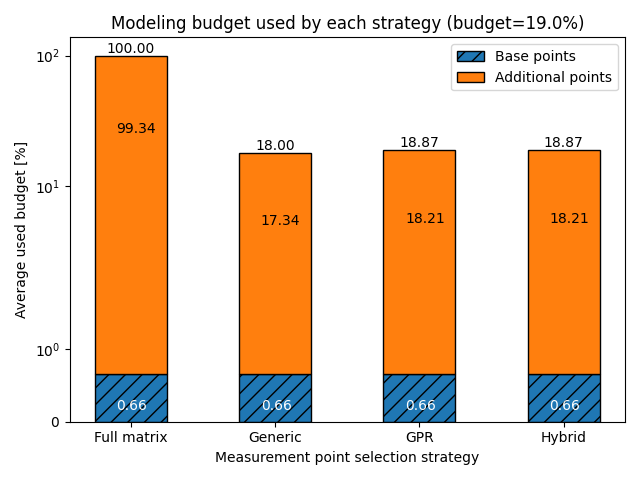 Modeling budget used by each strategy (budget=19.0%)
Base points
Additional points
100.00
18.00
18.87
18.87
99.34
17.34
18.21
18.21
0.66
0.66
0.66
0.66
10²
10¹
10⁰
0
Average used budget [%]
Full matrix
Generic
GPR
Hybrid
Measurement point selection strategy